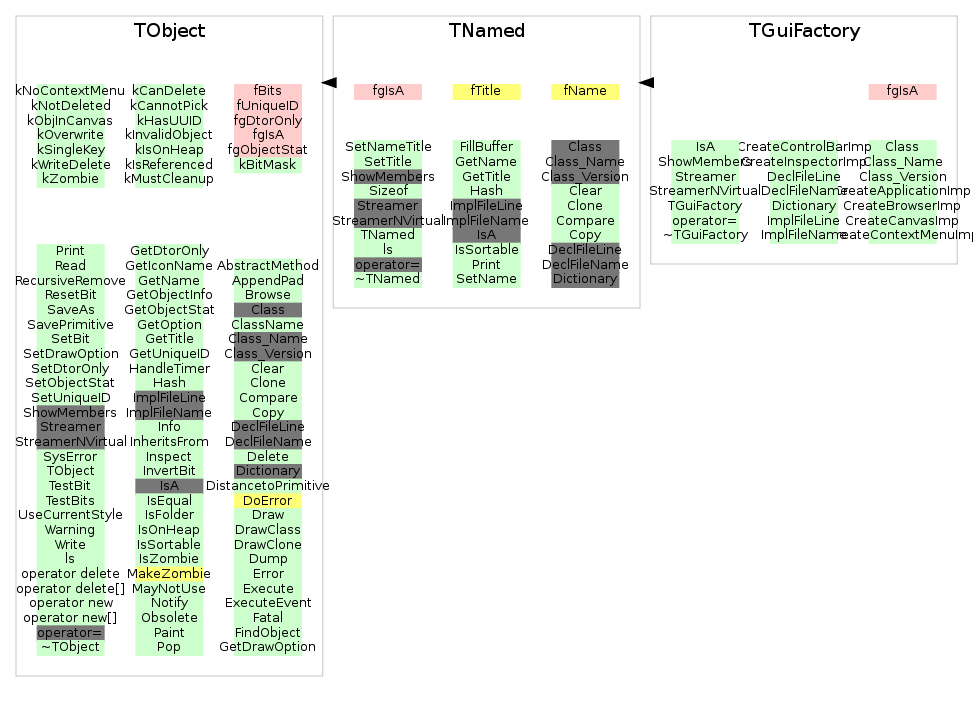 TObject
kNoContextMenu
kNotDeleted
kObjInCanvas
kOverwrite
kSingleKey
kWriteDelete
kZombie
kCanDelete
kCannotPick
kHasUUID
kInvalidObject
kIsOnHeap
kIsReferenced
kMustCleanup
fBits
fUniqueID
fgDtorOnly
fgIsA
fgObjectStat
kBitMask
Print
Read
RecursiveRemove
ResetBit
SaveAs
SavePrimitive
SetBit
SetDrawOption
SetDtorOnly
SetObjectStat
SetUniqueID
ShowMembers
Streamer
StreamerNVirtual
SysError
TObject
TestBit
TestBits
UseCurrentStyle
Warning
Write
ls
operator delete
operator delete[]
operator new
operator new[]
operator=
~TObject
GetDtorOnly
GetIconName
GetName
GetObjectInfo
GetObjectStat
GetOption
GetTitle
GetUniqueID
HandleTimer
Hash
ImplFileLine
ImplFileName
Info
InheritsFrom
Inspect
InvertBit
IsA
IsEqual
IsFolder
IsOnHeap
IsSortable
IsZombie
MakeZombie
MayNotUse
Notify
Obsolete
Paint
Pop
AbstractMethod
AppendPad
Browse
Class
ClassName
Class_Name
Class_Version
Clear
Clone
Compare
Copy
DeclFileLine
DeclFileName
Delete
Dictionary
DistancetoPrimitive
DoError
Draw
DrawClass
DrawClone
Dump
Error
Execute
ExecuteEvent
Fatal
FindObject
GetDrawOption
TNamed
fgIsA
fTitle
fName
SetNameTitle
SetTitle
ShowMembers
Sizeof
Streamer
StreamerNVirtual
TNamed
ls
operator=
~TNamed
FillBuffer
GetName
GetTitle
Hash
ImplFileLine
ImplFileName
IsA
IsSortable
Print
SetName
Class
Class_Name
Class_Version
Clear
Clone
Compare
Copy
DeclFileLine
DeclFileName
Dictionary
TGuiFactory
fgIsA
IsA
ShowMembers
Streamer
StreamerNVirtual
TGuiFactory
operator=
~TGuiFactory
CreateControlBarImp
CreateInspectorImp
DeclFileLine
DeclFileName
Dictionary
ImplFileLine
ImplFileName
Class
Class_Name
Class_Version
CreateApplicationImp
CreateBrowserImp
CreateCanvasImp
reateContextMenuImp